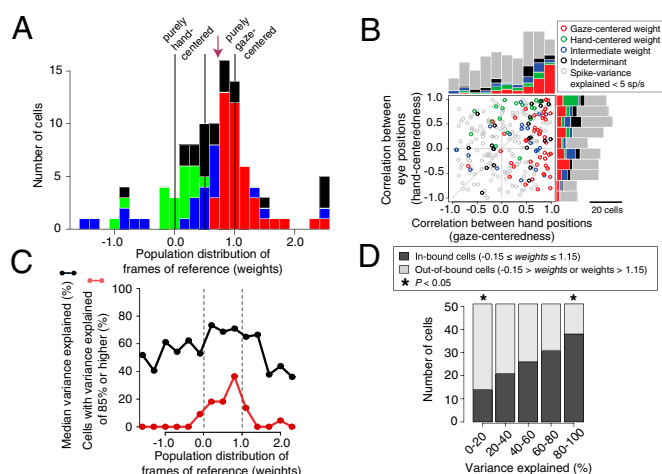 A
purely
hand-
centered
purely
gaze-
centered
15
10
5
0
Number of cells
-1.0
0.0
1.0
2.0
Population distribution of
frames of reference (weights)
B
Gaze-centered weight
Hand-centered weight
Intermediate weight
Indeterminant
Spike-variance
explained < 5 sp/s
Correlation between
eye positions
(hand-centeredness)
1.0
0.5
0.0
-0.5
-1.0
-1.0
-0.5
0.0
0.5
1.0
Correlation between hand positions
(gaze-centeredness)
20 cells
C
Median variance explained (%)
Cells with variance explained
of 85% or higher (%)
100
80
60
40
20
0
-1.0
0.0
1.0
2.0
Population distribution of
frames of reference (weights)
D
In-bound cells (-0.15 ≤ weights ≤ 1.15)
Out-of-bound cells (-0.15 > weights or weights > 1.15)
* P < 0.05
Number of cells
50
40
30
20
10
0
*
*
0-20
20-40
40-60
60-80
80-100
Variance explained (%)